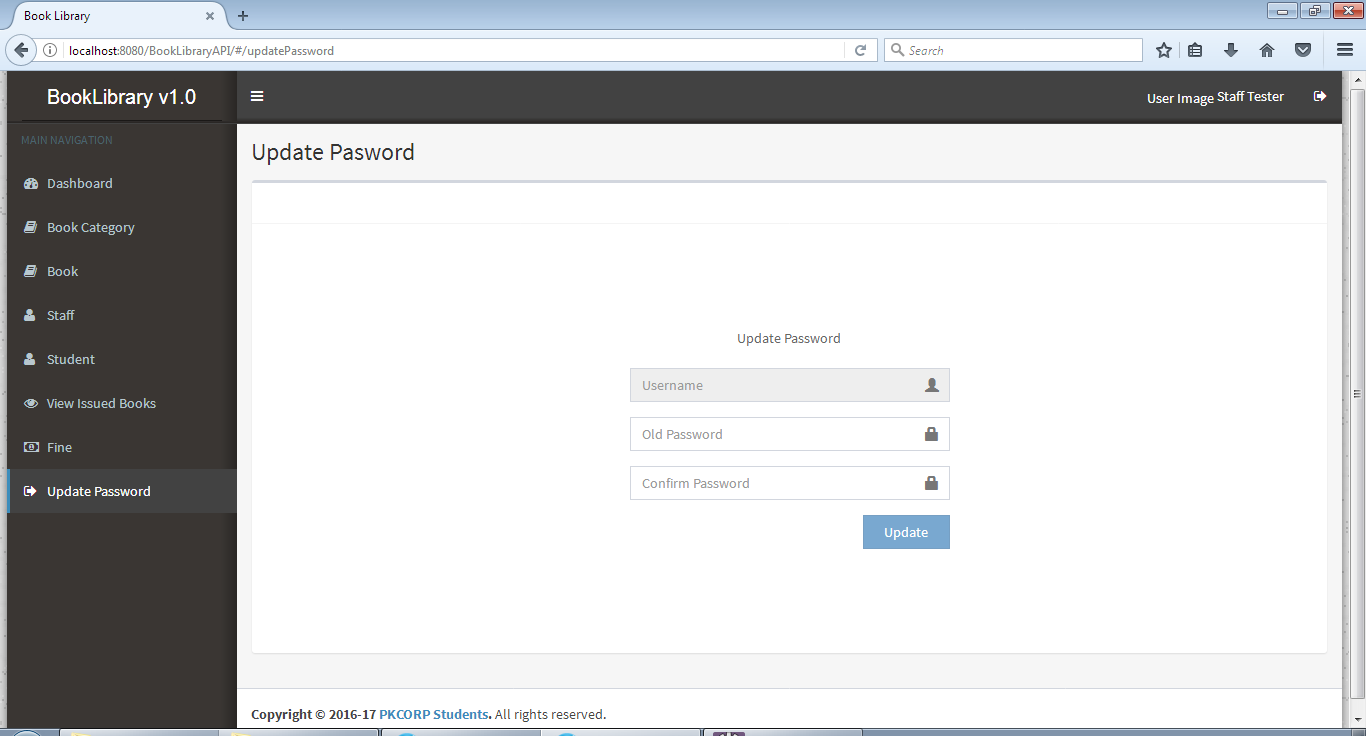 Book Library
localhost:8080/BookLibraryAPI/#/updatePassword
Search
BookLibrary v1.0
User Image Staff Tester
MAIN NAVIGATION
Dashboard
Book Category
Book
Staff
Student
View Issued Books
Fine
Update Password
Update Pasword
Update Password
Username
Old Password
Confirm Password
Update
Copyright © 2016-17 PKCORP Students. All rights reserved.